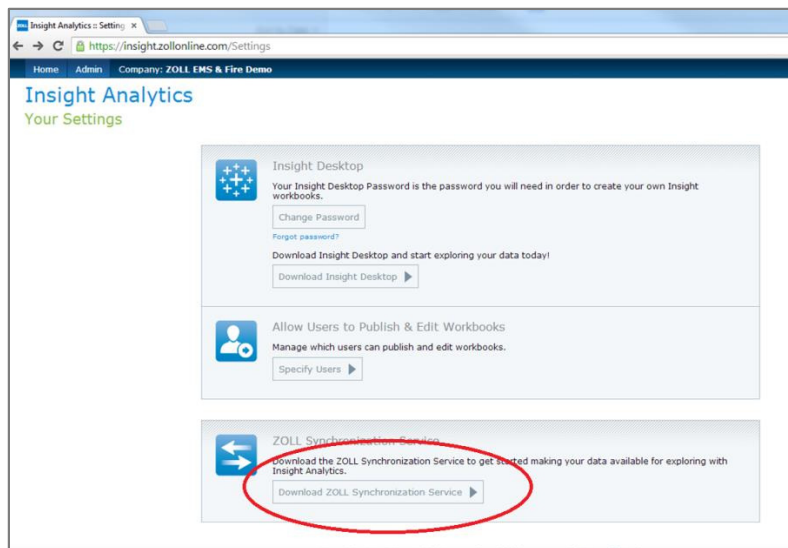 Insight Analytics :: Setting
https://insight.zollonline.com/Settings
Home Admin Company: ZOLL EMS & Fire Demo
Insight Analytics
Your Settings
Insight Desktop
Your Insight Desktop Password is the password you will need in order to create your own Insight
workbooks.
Change Password
Forgot password?
Download Insight Desktop and start exploring your data today!
Download Insight Desktop
Allow Users to Publish & Edit Workbooks
Manage which users can publish and edit workbooks.
Specify Users
ZOLL Synchronization Service
Download the ZOLL Synchronization Service to get started making your data available for exploring with
Insight Analytics.
Download ZOLL Synchronization Service